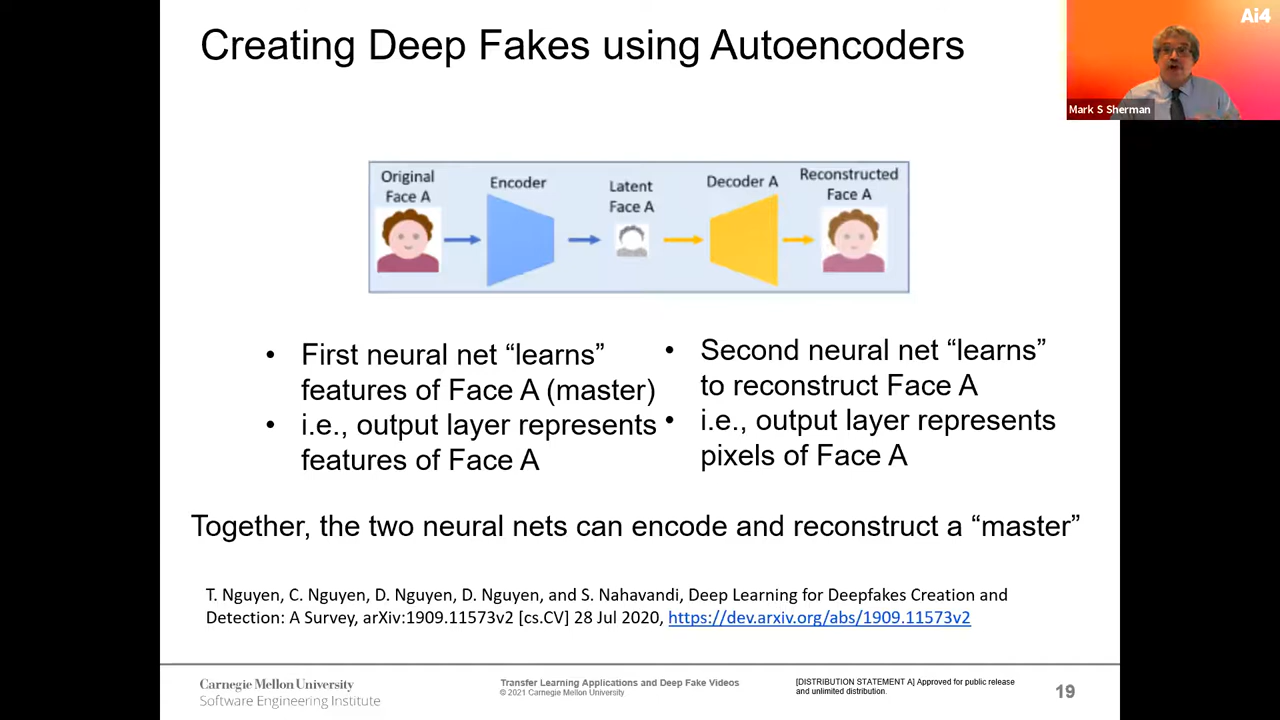 Creating Deep Fakes using Autoencoders
Ai4
Mark S Sherman
Original
Face A
Encoder
Latent
Face A
Decoder A
Reconstructed
Face A
• First neural net “learns”
features of Face A (master)
• i.e., output layer represents
features of Face A
• Second neural net “learns”
to reconstruct Face A
• i.e., output layer represents
pixels of Face A
Together, the two neural nets can encode and reconstruct a “master”
T. Nguyen, C. Nguyen, D. Nguyen, D. Nguyen, and S. Nahavandi, Deep Learning for Deepfakes Creation and
Detection: A Survey, arXiv:1909.11573v2 [cs.CV] 28 Jul 2020, https://dev.arxiv.org/abs/1909.11573v2
Carnegie Mellon University
Software Engineering Institute
Transfer Learning Applications and Deep Fake Videos
© 2021 Carnegie Mellon University
[DISTRIBUTION STATEMENT A] Approved for public release
and unlimited distribution.
19